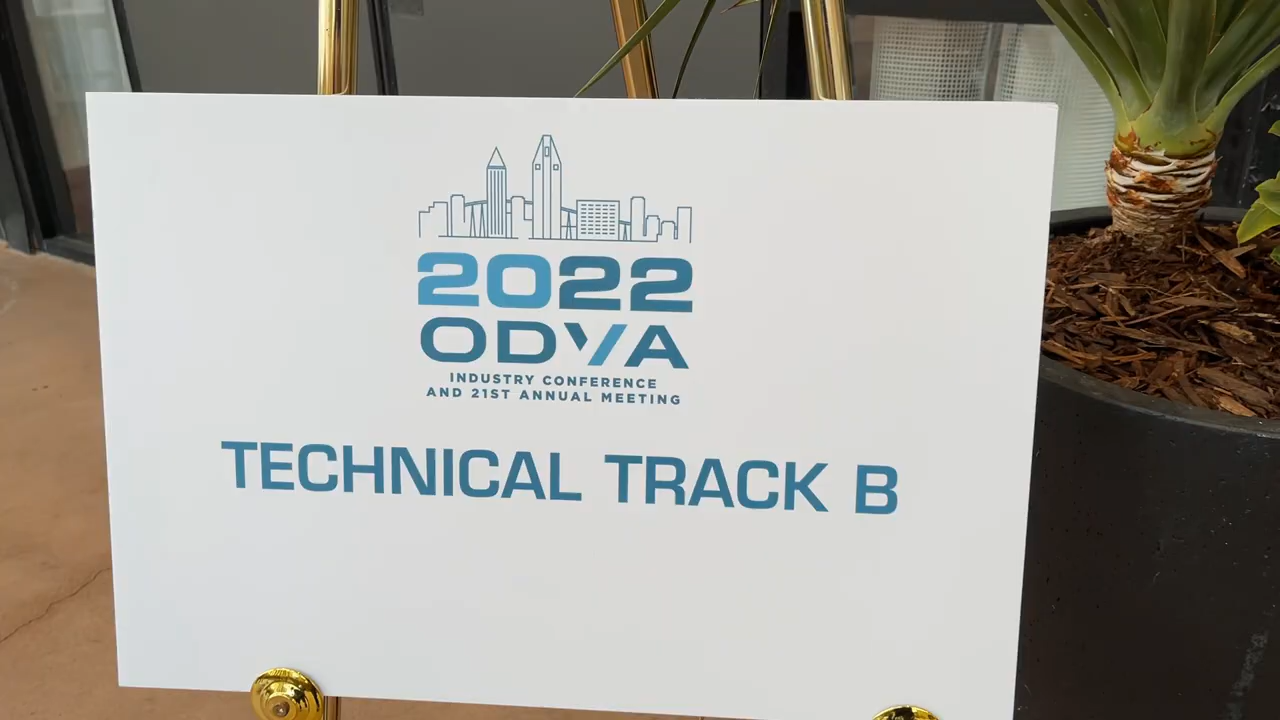 2022
ODVA
INDUSTRY CONFERENCE
AND 21ST ANNUAL MEETING
TECHNICAL TRACK B